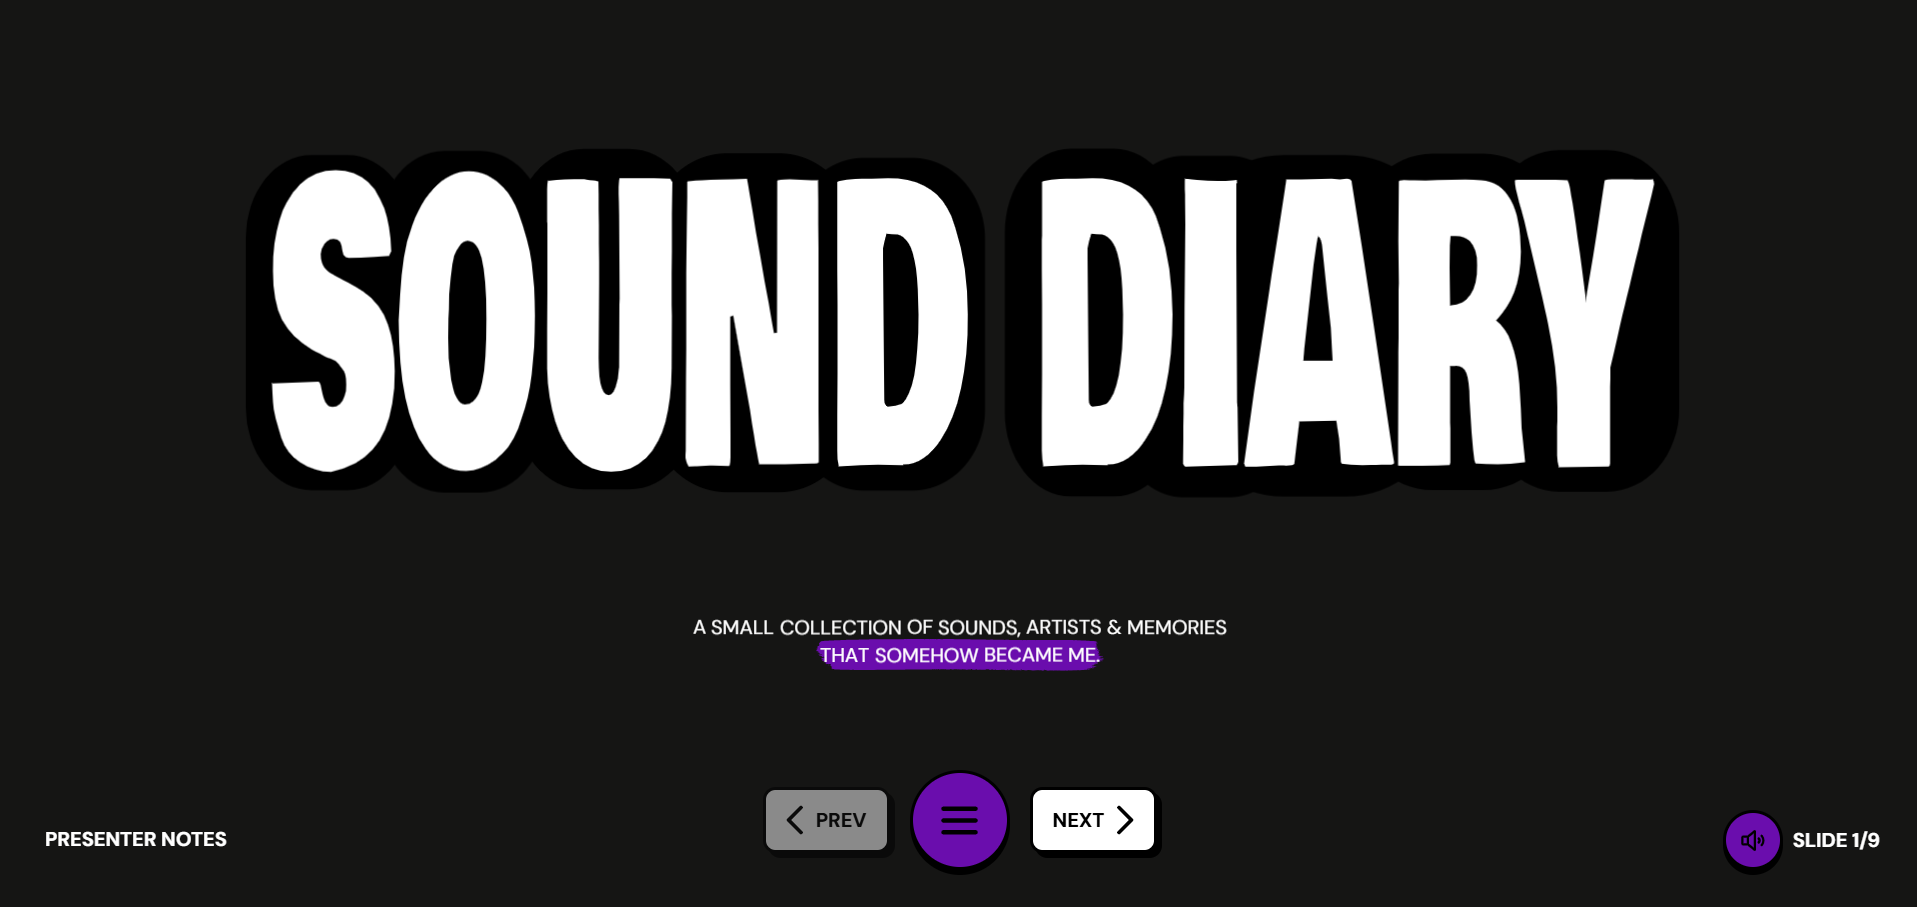 SOUND DIARY
A SMALL COLLECTION OF SOUNDS, ARTISTS & MEMORIES
THAT SOMEHOW BECAME ME.
PREV
NEXT
PRESENTER NOTES
SLIDE 1/9